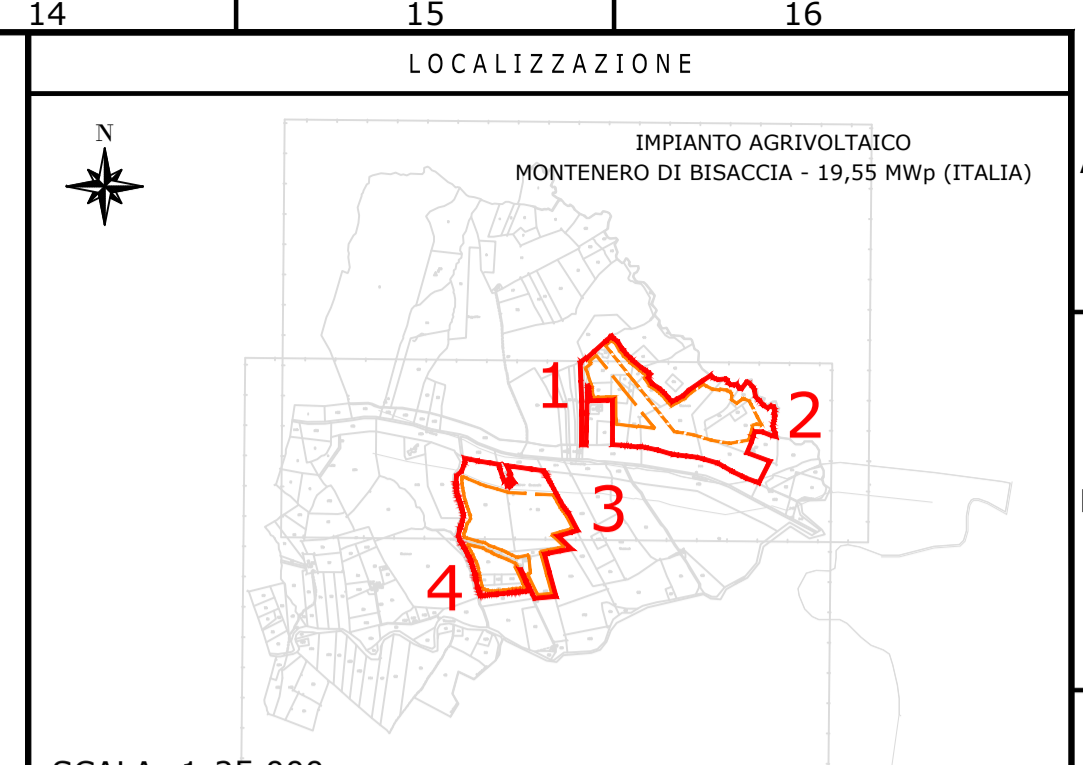 14 15 16
LOCALIZZAZIONE
N
IMPIANTO AGRIVOLTAICO
MONTENERO DI BISACCIA - 19,55 MWp (ITALIA)
1
2
3
4